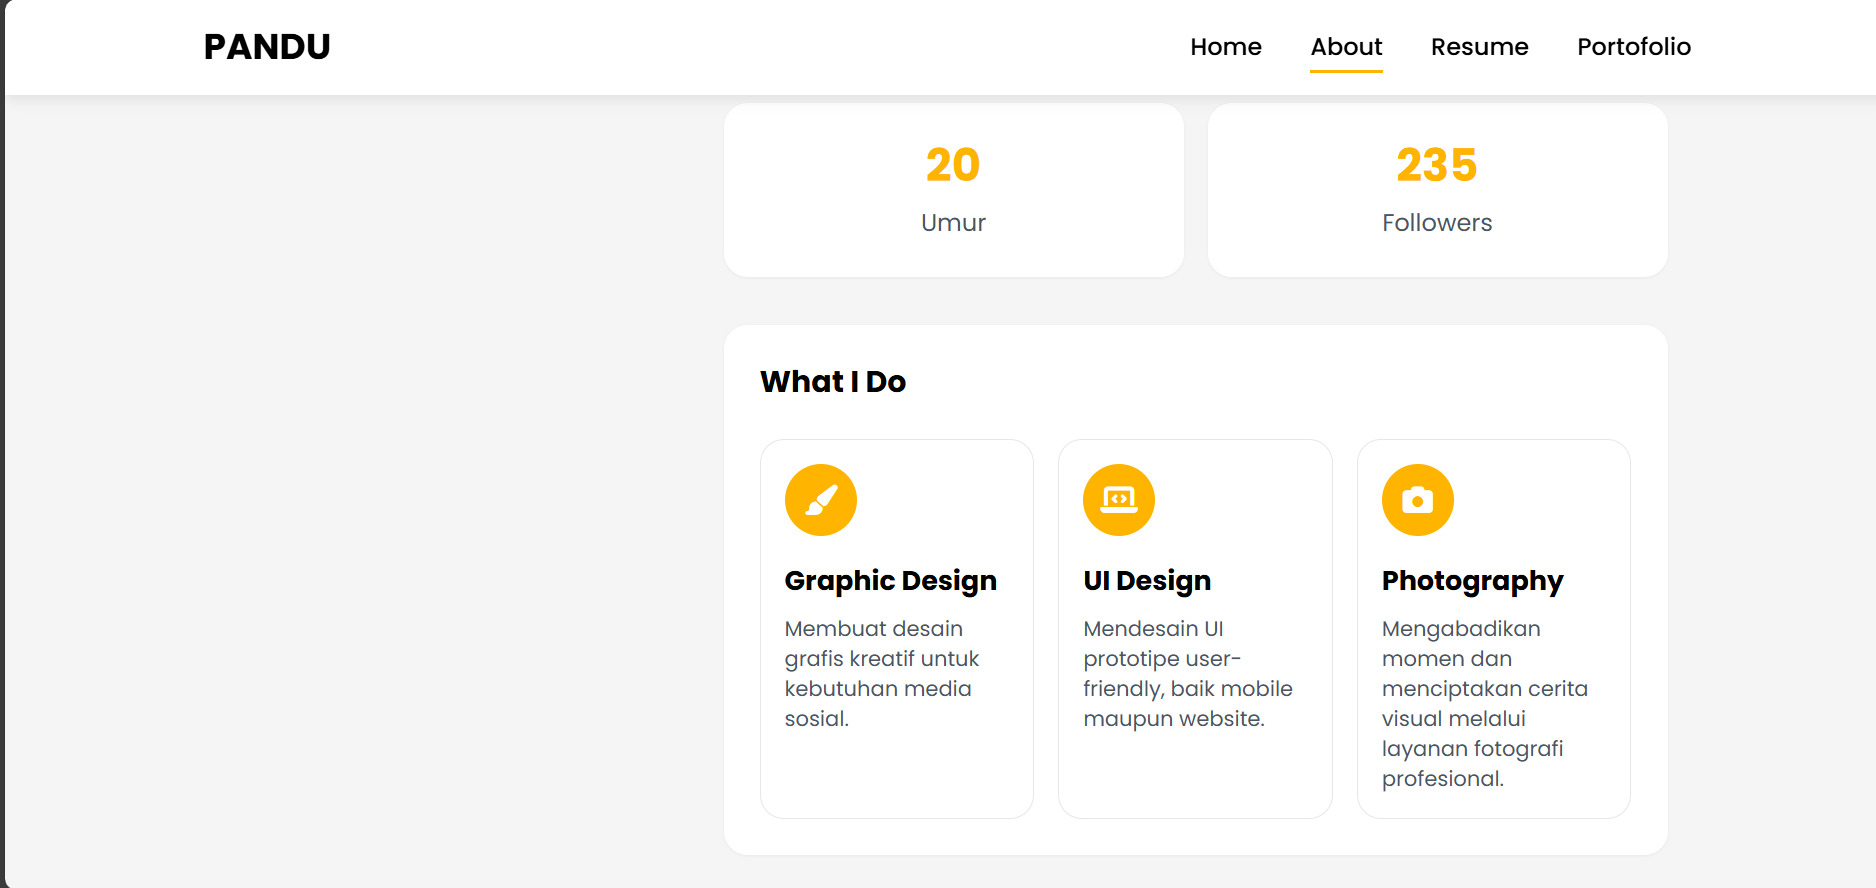 PANDU
Home About Resume Portofolio
20
Umur
235
Followers
What I Do
Graphic Design
Membuat desain
grafis kreatif untuk
kebutuhan media
sosial.
UI Design
Mendesain UI
prototipe user-
friendly, baik mobile
maupun website.
Photography
Mengabadikan
momen dan
menciptakan cerita
visual melalui
layanan fotografi
profesional.